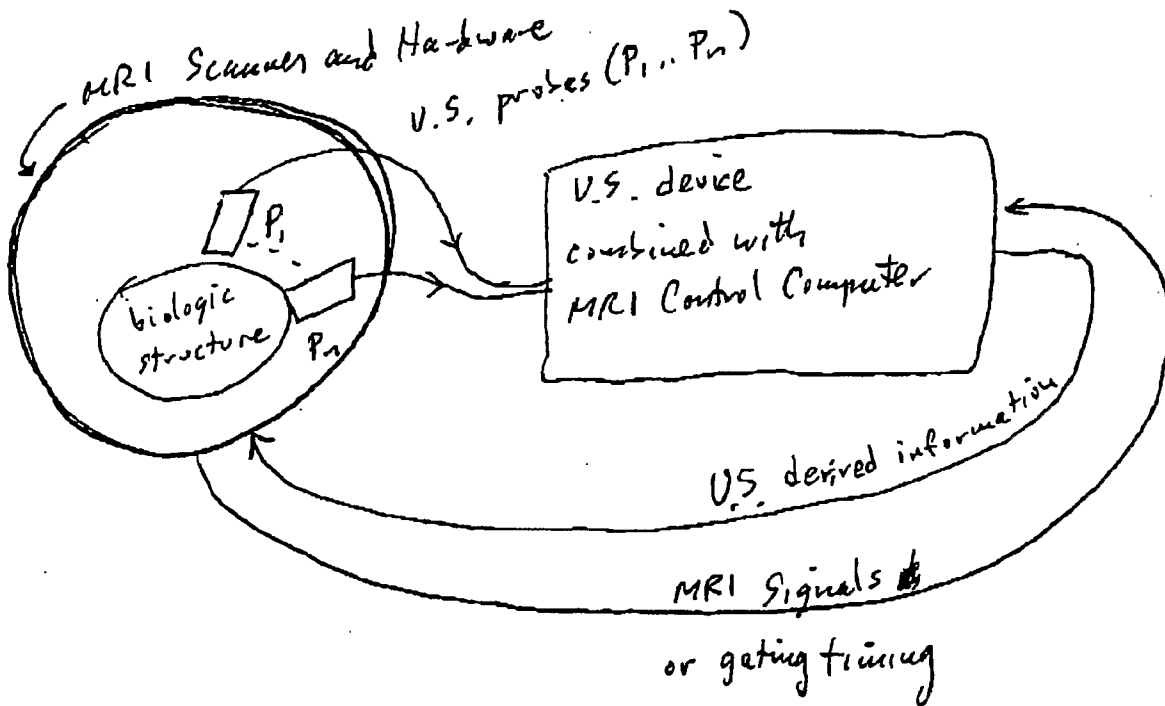 MRI Scanner and Hardware
U.S. probes (P1 .. Pn)
P1
biologic
structure
Pn
U.S. device
combined with
MRI Control Computer
U.S. derived information
MRI Signals
or gating timing